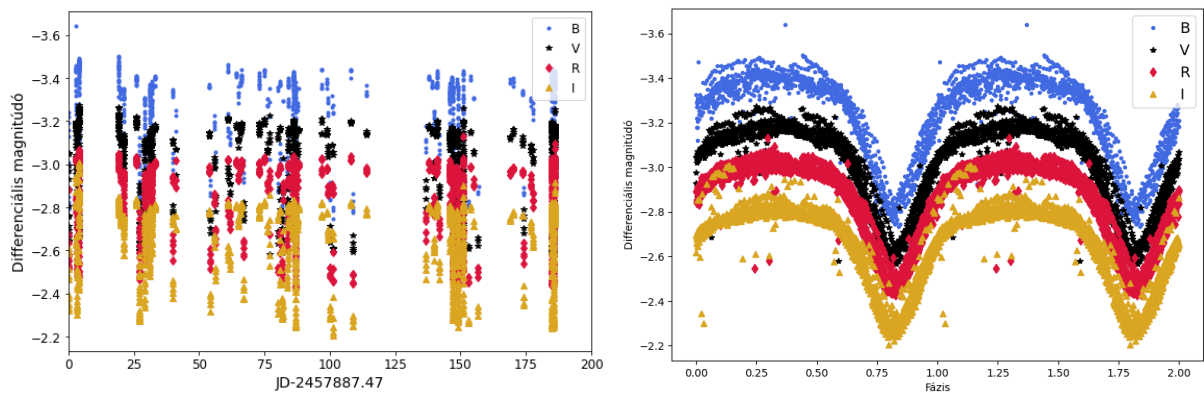 Differenciális magnitúdó
−3.6
−3.4
−3.2
−3.0
−2.8
−2.6
−2.4
−2.2
0
25
50
75
100
125
150
175
200
JD-2457887.47
B
V
R
I
Differenciális magnitúdó
−3.6
−3.4
−3.2
−3.0
−2.8
−2.6
−2.4
−2.2
0.00
0.25
0.50
0.75
1.00
1.25
1.50
1.75
2.00
Fázis
B
V
R
I